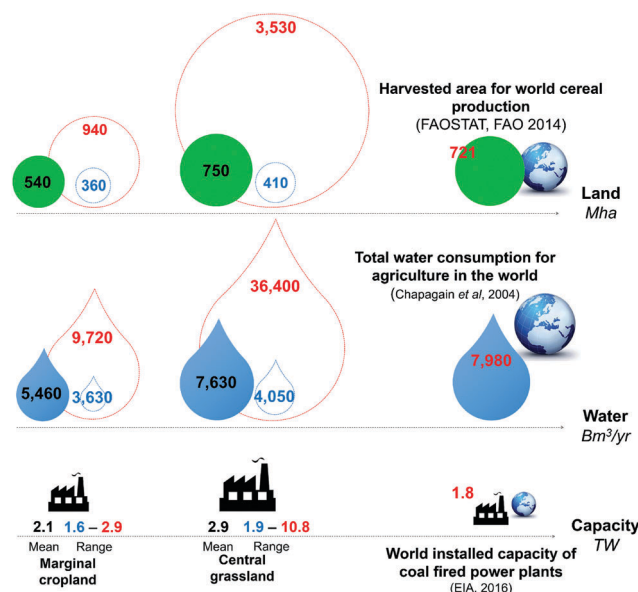 3,530
Harvested area for world cereal
production
(FAOSTAT, FAO 2014)
940
540
360
750
410
721
Land
Mha
Total water consumption for
agriculture in the world
(Chapagain et al, 2004)
36,400
9,720
5,460
3,630
7,630
4,050
7,980
Water
Bm³/yr
1.8
2.1 1.6 – 2.9
2.9 1.9 – 10.8
Capacity
TW
Mean Range
Mean Range
Marginal
cropland
Central
grassland
World installed capacity of
coal fired power plants
(EIA, 2016)